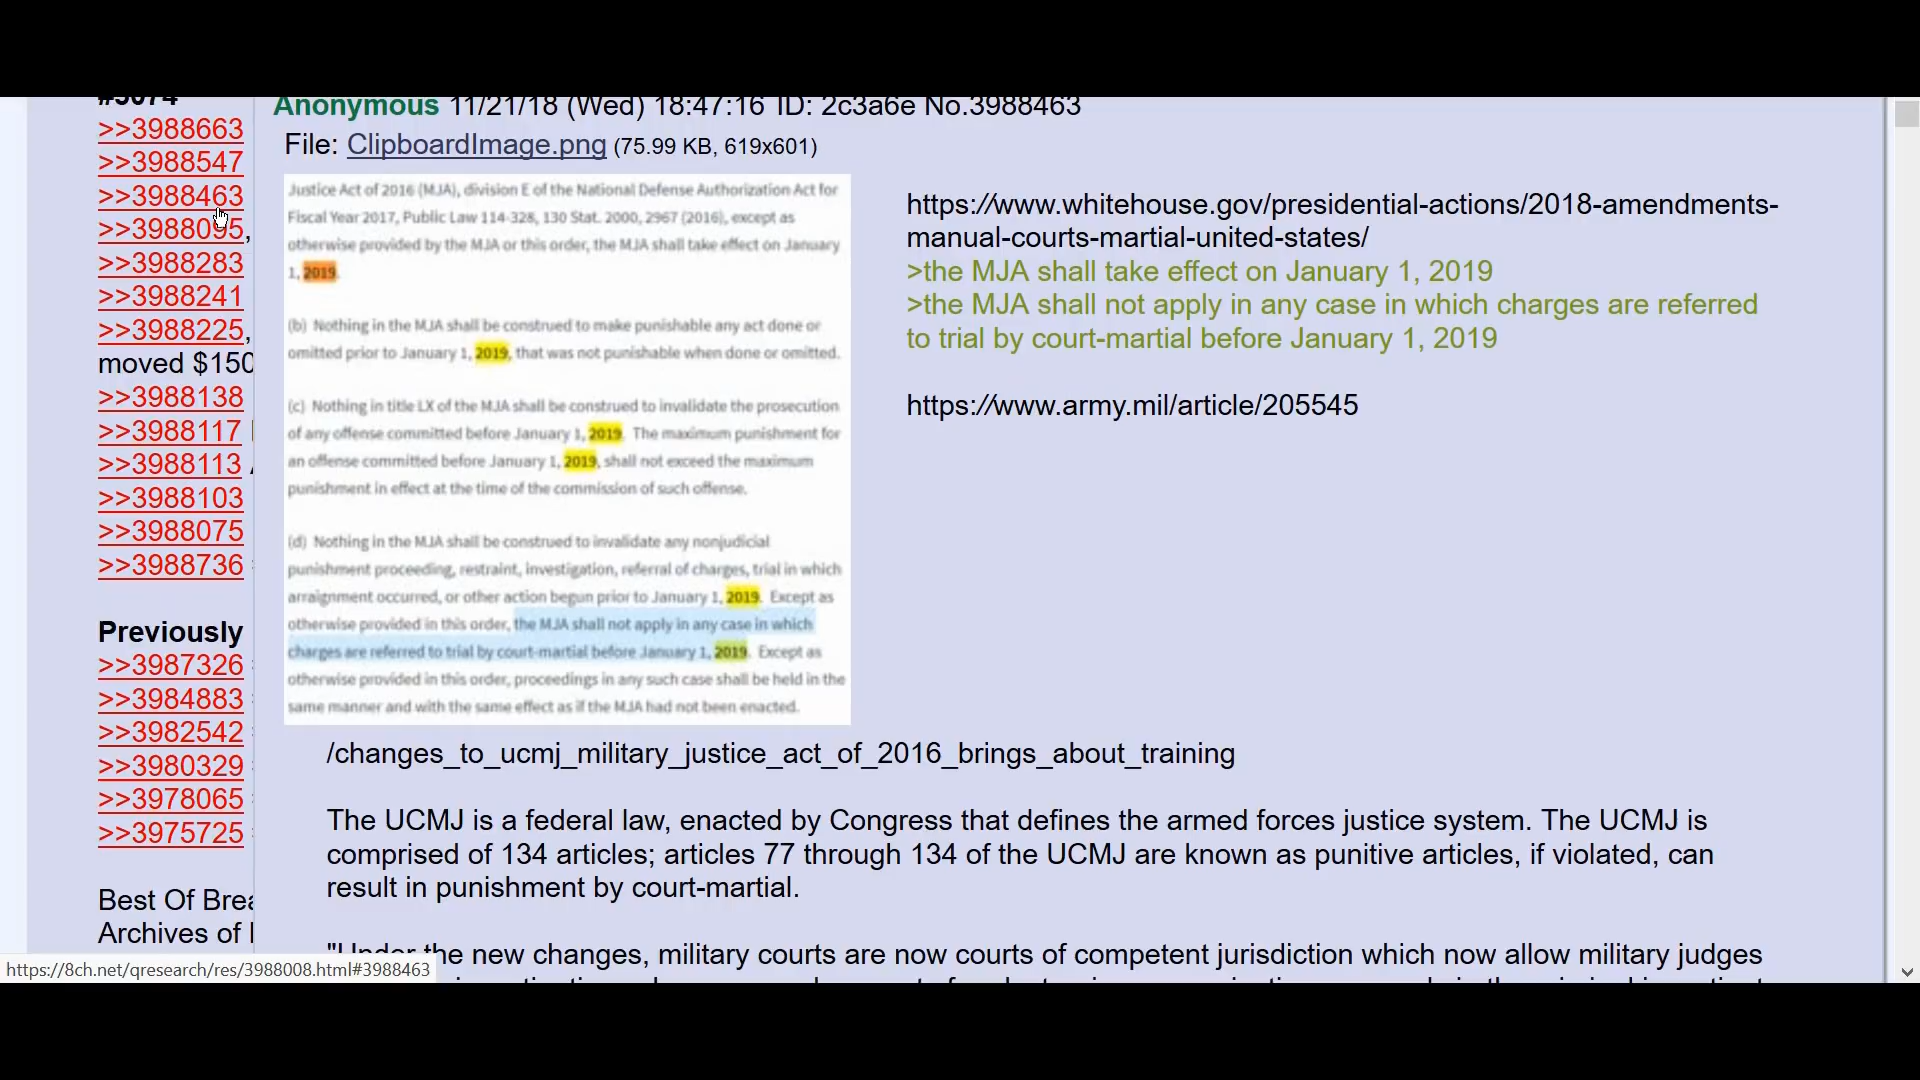 #5074
>>3988663
>>3988547
>>3988463
>>3988095,
>>3988283
>>3988241
>>3988225,
moved $150
>>3988138
>>3988117
>>3988113
>>3988103
>>3988075
>>3988736
Previously
>>3987326
>>3984883
>>3982542
>>3980329
>>3978065
>>3975725
Best Of Brea
Archives of
Anonymous 11/21/18 (Wed) 18:47:16 ID: 2c3a6e No.3988463
File: ClipboardImage.png (75.99 KB, 619x601)
Justice Act of 2016 (MJA), division E of the National Defense Authorization Act for
Fiscal Year 2017, Public Law 114-328, 130 Stat. 2000, 2967 (2016), except as
otherwise provided by the MJA or this order, the MJA shall take effect on January
1, 2019.
(b) Nothing in the MJA shall be construed to make punishable any act done or
omitted prior to January 1, 2019, that was not punishable when done or omitted.
(c) Nothing in title LX of the MJA shall be construed to invalidate the prosecution
of any offense committed before January 1, 2019. The maximum punishment for
an offense committed before January 1, 2019, shall not exceed the maximum
punishment in effect at the time of the commission of such offense.
(d) Nothing in the MJA shall be construed to invalidate any nonjudicial
punishment proceeding, restraint, investigation, referral of charges, trial in which
arraignment occurred, or other action begun prior to January 1, 2019. Except as
otherwise provided in this order, the MJA shall not apply in any case in which
charges are referred to trial by court-martial before January 1, 2019. Except as
otherwise provided in this order, proceedings in any such case shall be held in the
same manner and with the same effect as if the MJA had not been enacted.
https://www.whitehouse.gov/presidential-actions/2018-amendments-
manual-courts-martial-united-states/
>the MJA shall take effect on January 1, 2019
>the MJA shall not apply in any case in which charges are referred
to trial by court-martial before January 1, 2019
https://www.army.mil/article/205545
/changes_to_ucmj_military_justice_act_of_2016_brings_about_training
The UCMJ is a federal law, enacted by Congress that defines the armed forces justice system. The UCMJ is
comprised of 134 articles; articles 77 through 134 of the UCMJ are known as punitive articles, if violated, can
result in punishment by court-martial.
"Under the new changes, military courts are now courts of competent jurisdiction which now allow military judges
https://8ch.net/qresearch/res/3988008.html#3988463